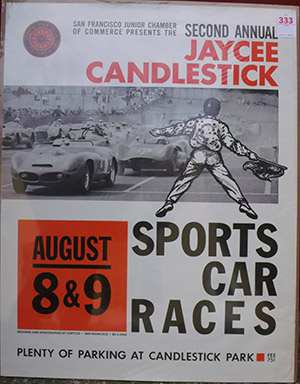 SAN FRANCISCO JUNIOR CHAMBER
OF COMMERCE PRESENTS THE
SECOND ANNUAL
JAYCEE
CANDLESTICK
333
AUGUST
8 & 9
SPORTS
CAR
RACES
PLENTY OF PARKING AT CANDLESTICK PARK